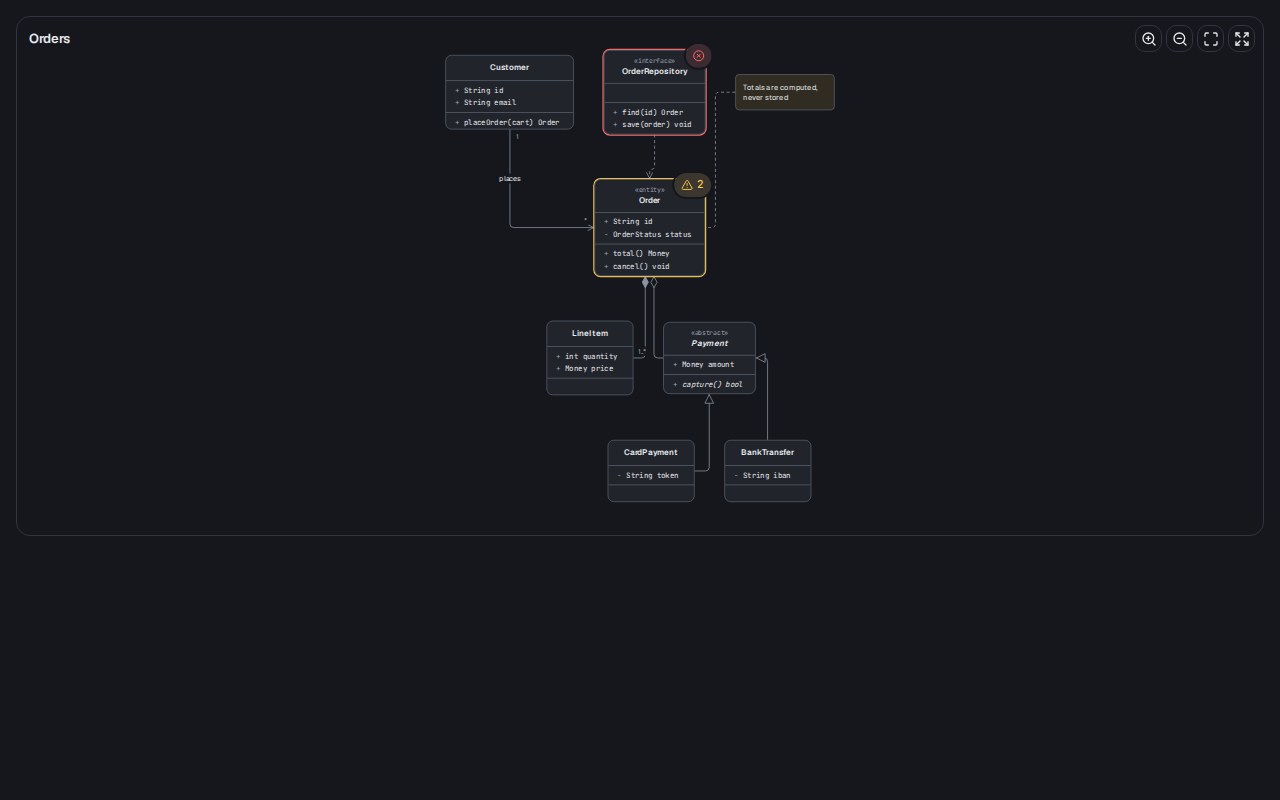 Orders
Customer
+ String id
+ String email
+ placeOrder(cart) Order
1
places
*
«interface»
OrderRepository
+ find(id) Order
+ save(order) void
Totals are computed,
never stored
«entity»
Order
2
+ String id
- OrderStatus status
+ total() Money
+ cancel() void
LineItem
+ int quantity
+ Money price
«abstract»
Payment
+ Money amount
+ capture() bool
CardPayment
- String token
BankTransfer
- String iban